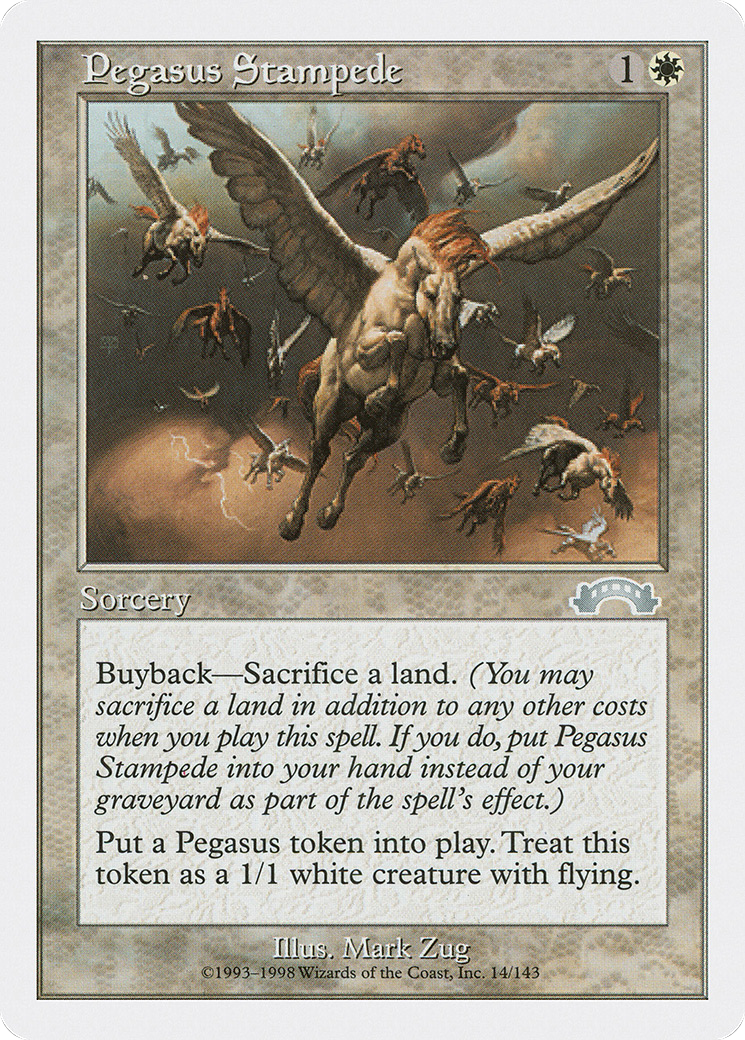 Pegasus Stampede 1
Sorcery
Buyback—Sacrifice a land. (You may
sacrifice a land in addition to any other costs
when you play this spell. If you do, put Pegasus
Stampede into your hand instead of your
graveyard as part of the spell's effect.)
Put a Pegasus token into play. Treat this
token as a 1/1 white creature with flying.
Illus. Mark Zug
©1993–1998 Wizards of the Coast, Inc. 14/143